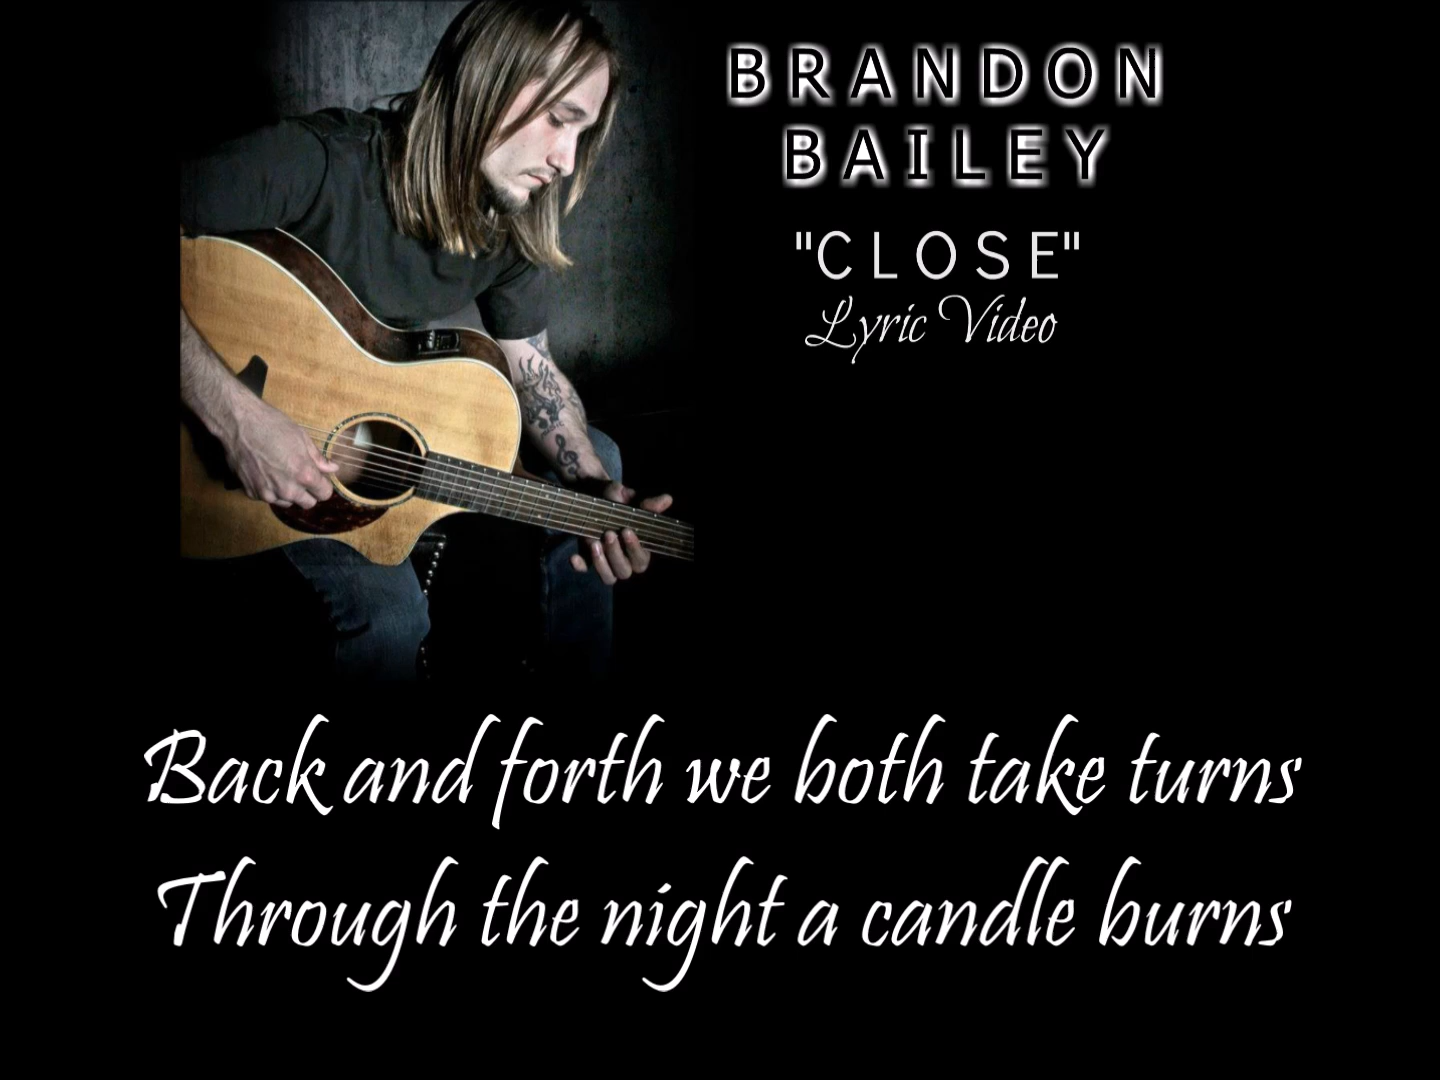 BRANDON
BAILEY
"CLOSE"
Lyric Video
Back and forth we both take turns
Through the night a candle burns